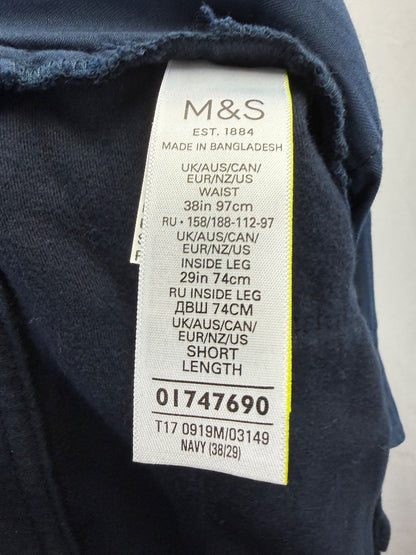 M&S
EST. 1884
MADE IN BANGLADESH
UK/AUS/CAN/
EUR/NZ/US
WAIST
38in 97cm
RU • 158/188-112-97
UK/AUS/CAN/
EUR/NZ/US
INSIDE LEG
29in 74cm
RU INSIDE LEG
ДВШ 74CM
UK/AUS/CAN/
EUR/NZ/US
SHORT
LENGTH
01747690
T17 0919M/03149
NAVY (38/29)